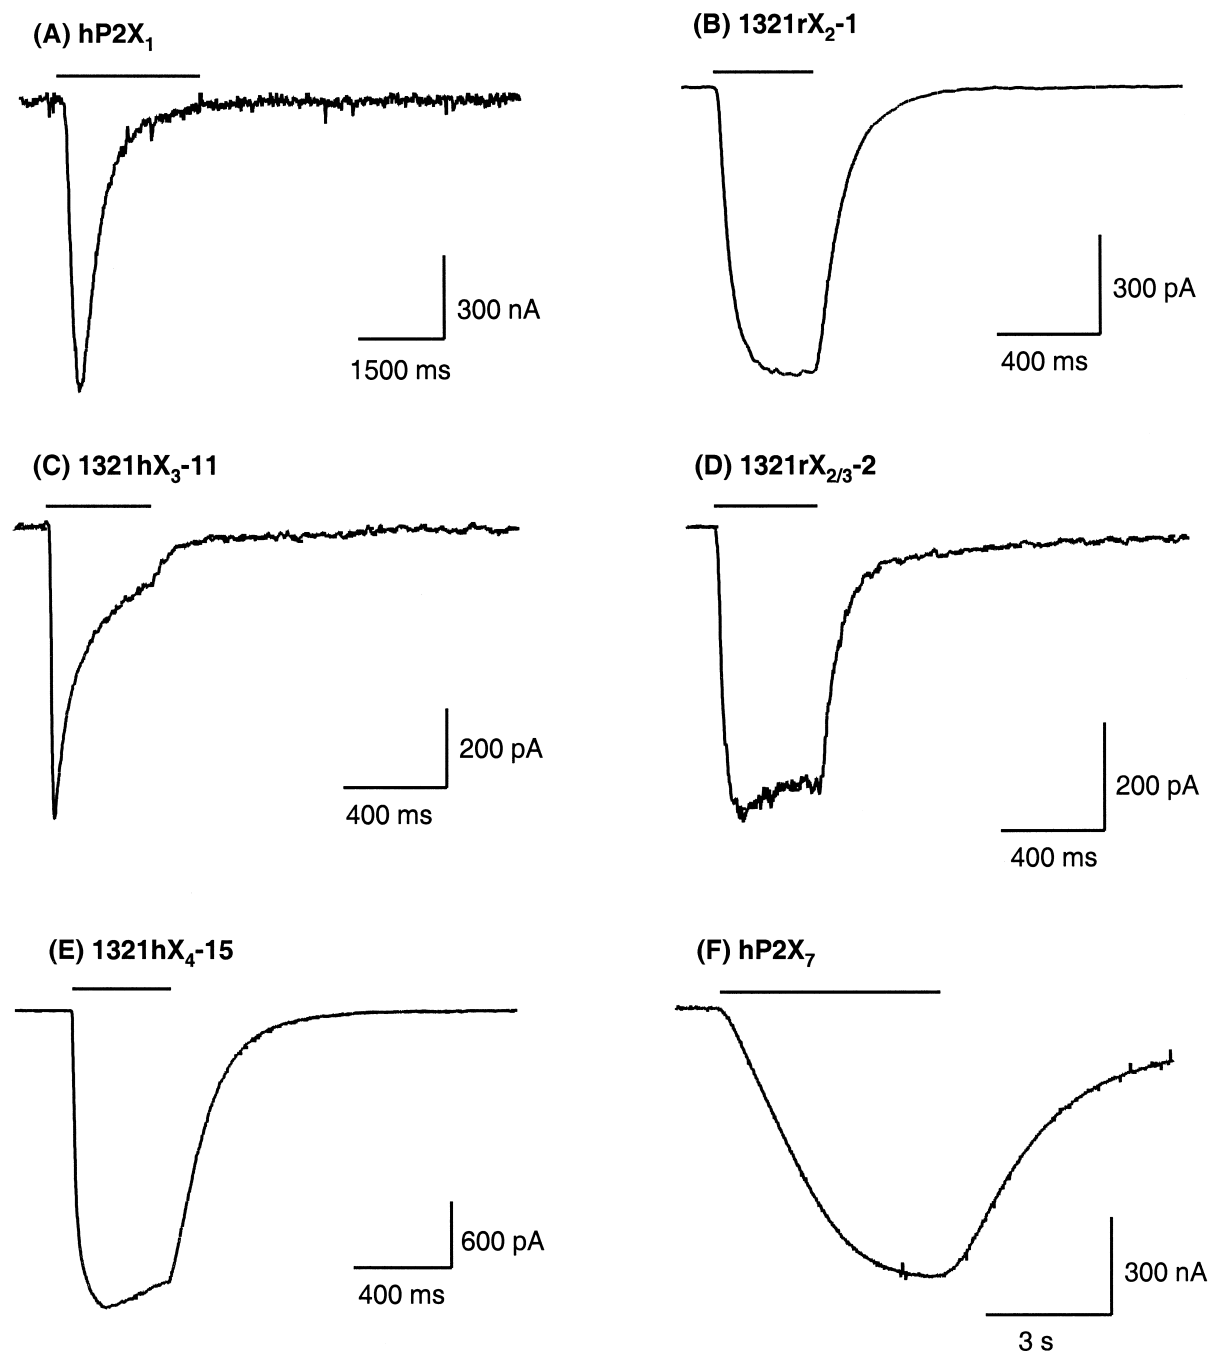 (A) hP2X1
(B) 1321rX2-1
300 nA
1500 ms
300 pA
400 ms
(C) 1321hX3-11
(D) 1321rX2/3-2
200 pA
400 ms
200 pA
400 ms
(E) 1321hX4-15
(F) hP2X7
600 pA
400 ms
300 nA
3 s